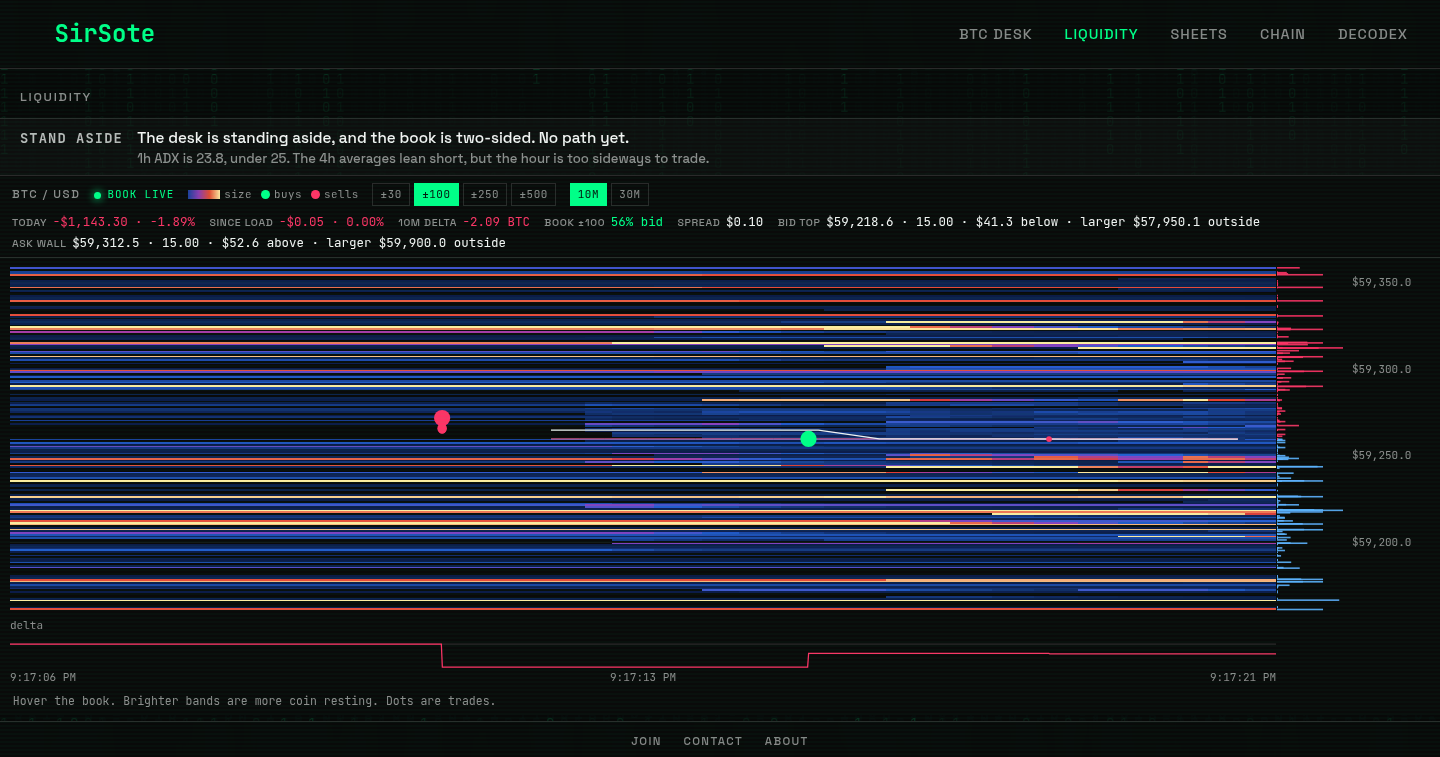 SirSote
BTC DESK LIQUIDITY SHEETS CHAIN DECODEX
LIQUIDITY
STAND ASIDE The desk is standing aside, and the book is two-sided. No path yet.
1h ADX is 23.8, under 25. The 4h averages lean short, but the hour is too sideways to trade.
BTC / USD BOOK LIVE size buys sells ±30 ±100 ±250 ±500 10M 30M
TODAY -$1,143.30 · -1.89% SINCE LOAD -$0.05 · 0.00% 10M DELTA -2.09 BTC BOOK ±100 56% bid SPREAD $0.10 BID TOP $59,218.6 · 15.00 · $41.3 below · larger $57,950.1 outside
ASK WALL $59,312.5 · 15.00 · $52.6 above · larger $59,900.0 outside
$59,350.0
$59,300.0
$59,250.0
$59,200.0
delta
9:17:06 PM 9:17:13 PM 9:17:21 PM
Hover the book. Brighter bands are more coin resting. Dots are trades.
JOIN CONTACT ABOUT